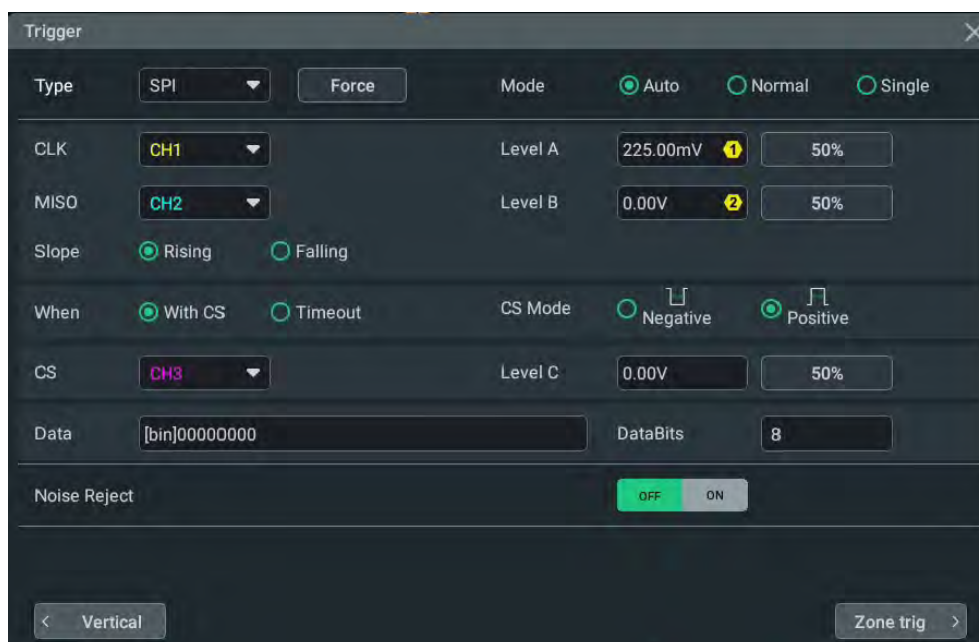 Trigger
Type SPI Force Mode Auto Normal Single
CLK CH1 Level A 225.00mV 1 50%
MISO CH2 Level B 0.00V 2 50%
Slope Rising Falling
When With CS Timeout CS Mode Negative Positive
CS CH3 Level C 0.00V 50%
Data [bin]00000000 DataBits 8
Noise Reject OFF ON
< Vertical Zone trig >